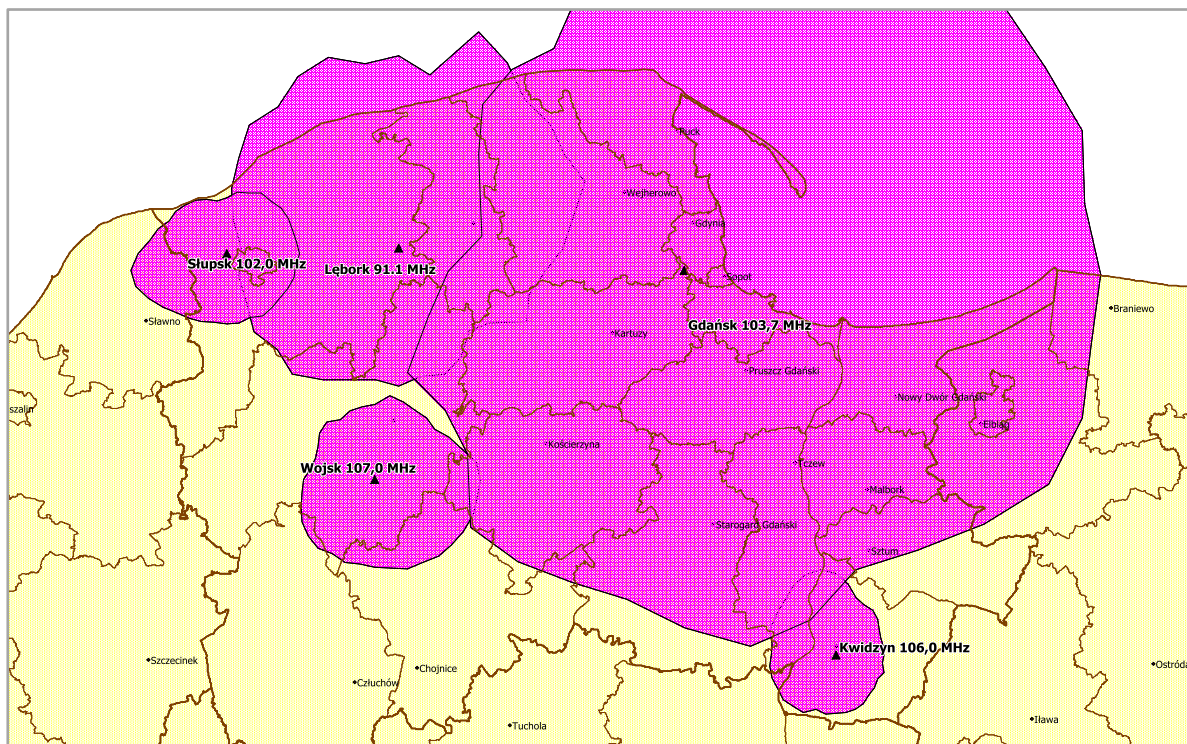 Puck
Wejherowo
Gdynia
Słupsk 102,0 MHz
Lębork 91.1 MHz
Sopot
Braniewo
Sławno
Gdańsk 103,7 MHz
Kartuzy
Pruszcz Gdański
Nowy Dwór Gdański
szalin
Elbląg
Kościerzyna
Wojsk 107,0 MHz
Tczew
Malbork
Starogard Gdański
Sztum
Kwidzyn 106,0 MHz
Szczecinek
Chojnice
Ostróda
Człuchów
Tuchola
Iława